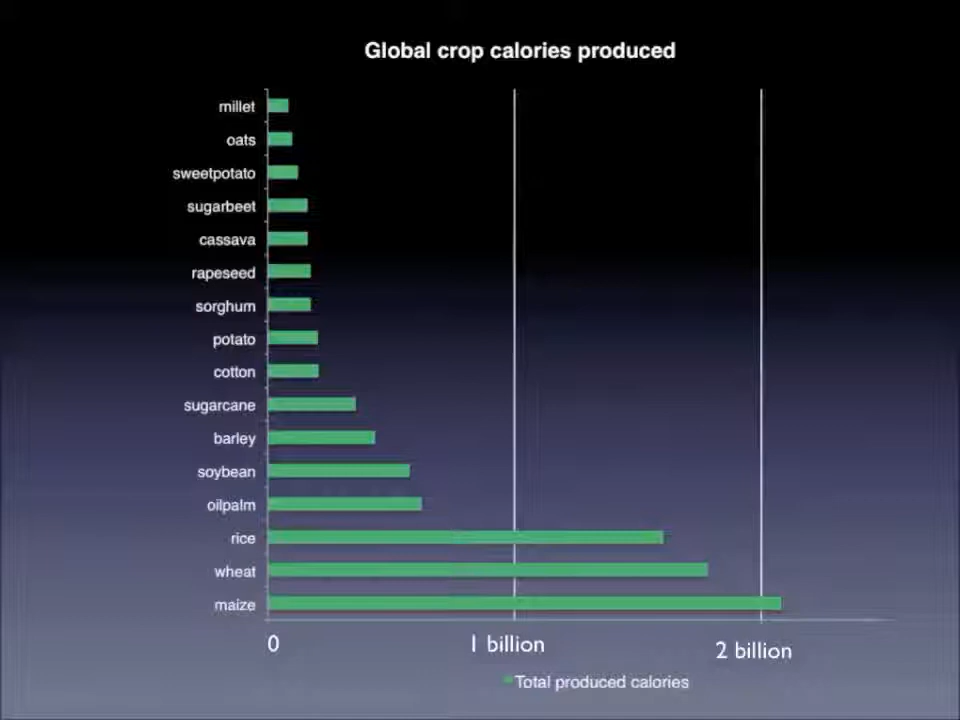 Global crop calories produced
millet
oats
sweetpotato
sugarbeet
cassava
rapeseed
sorghum
potato
cotton
sugarcane
barley
soybean
oilpalm
rice
wheat
maize
0 1 billion 2 billion
Total produced calories